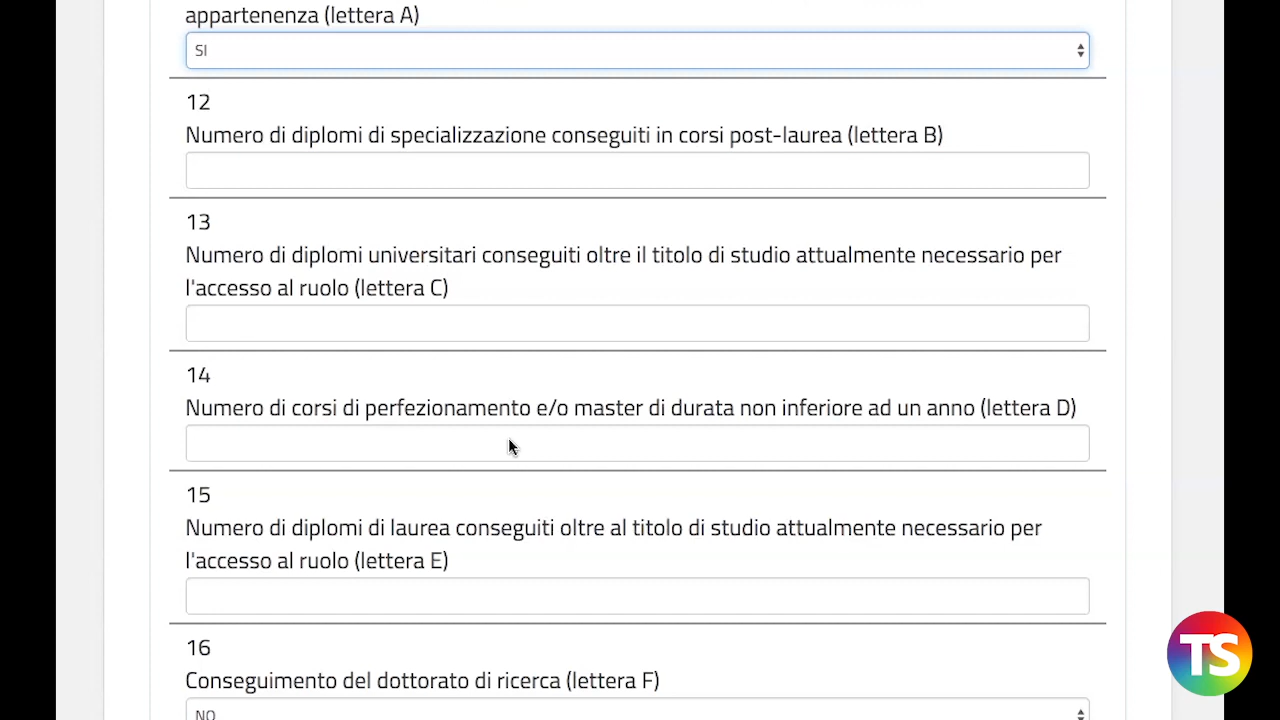 appartenenza (lettera A)
SI
12
Numero di diplomi di specializzazione conseguiti in corsi post-laurea (lettera B)
13
Numero di diplomi universitari conseguiti oltre il titolo di studio attualmente necessario per
l'accesso al ruolo (lettera C)
14
Numero di corsi di perfezionamento e/o master di durata non inferiore ad un anno (lettera D)
15
Numero di diplomi di laurea conseguiti oltre al titolo di studio attualmente necessario per
l'accesso al ruolo (lettera E)
16
Conseguimento del dottorato di ricerca (lettera F)
NO
TS